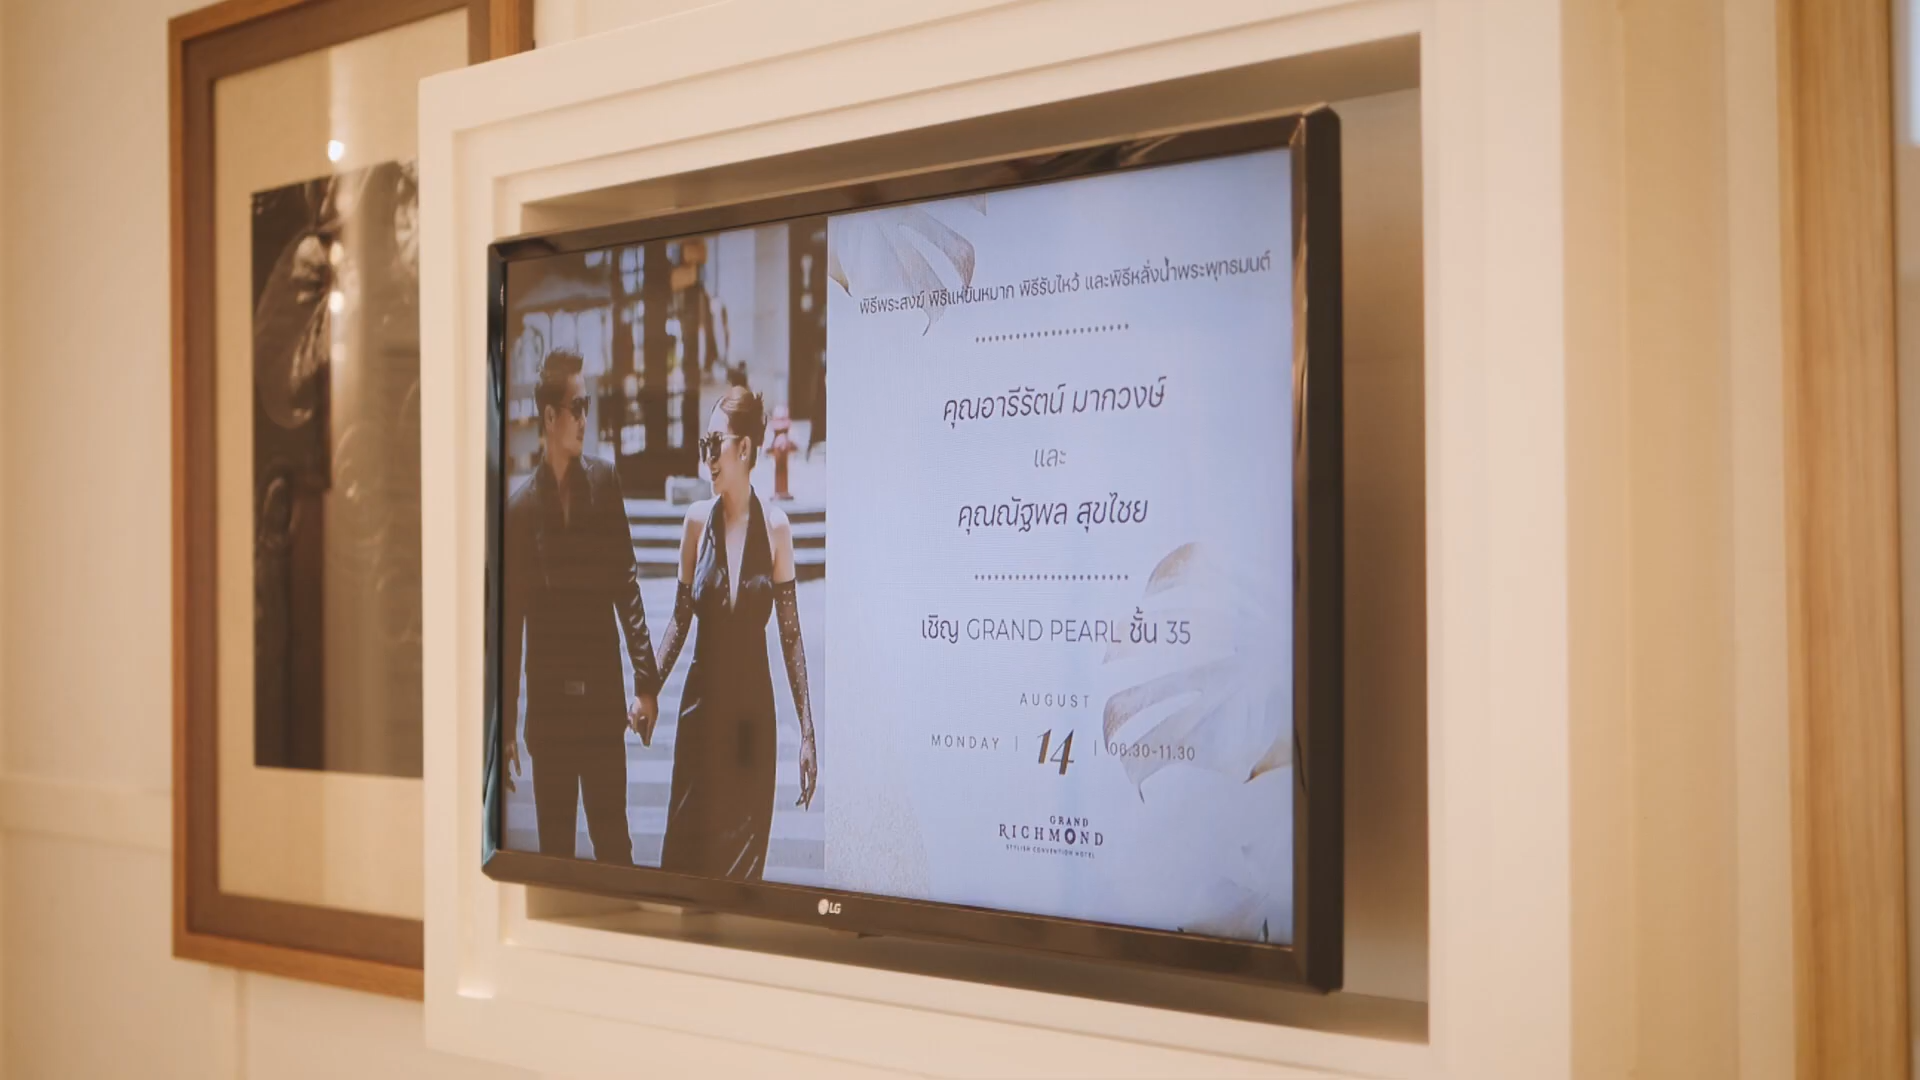 พิธีพระสงฆ์ พิธีแห่ขันหมาก พิธีรับไหว้ และพิธีหลั่งน้ำพระพุทธมนต์
คุณอารีรัตน์ มากวงษ์
และ
คุณณัฐพล สุขไชย
เชิญ GRAND PEARL ชั้น 35
AUGUST
MONDAY | 14 | 06.30-11.30
GRAND
RICHMOND
STYLISH CONVENTION HOTEL
LG